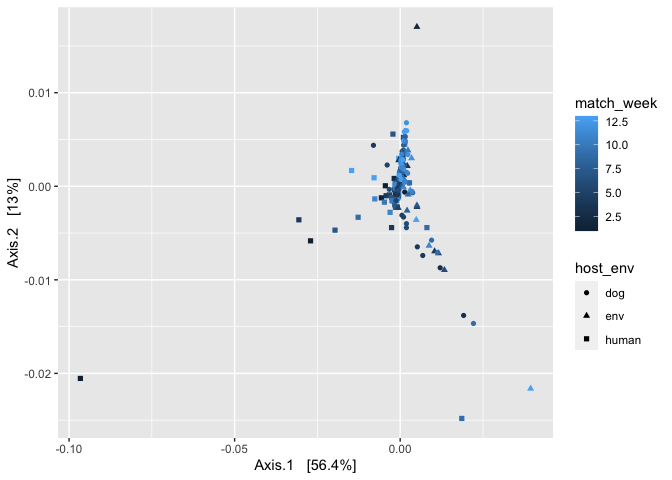 0.01
0.00
-0.01
-0.02
Axis.2 [13%]
-0.10
-0.05
0.00
Axis.1 [56.4%]
match_week
12.5
10.0
7.5
5.0
2.5
host_env
dog
env
human